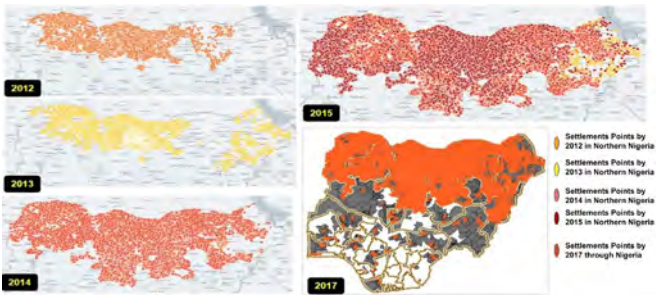 2012
2013
2014
2015
2017
Settlements Points by
2012 in Northern Nigeria
Settlements Points by
2013 in Northern Nigeria
Settlements Points by
2014 in Northern Nigeria
Settlements Points by
2015 in Northern Nigeria
Settlements Points by
2017 through Nigeria